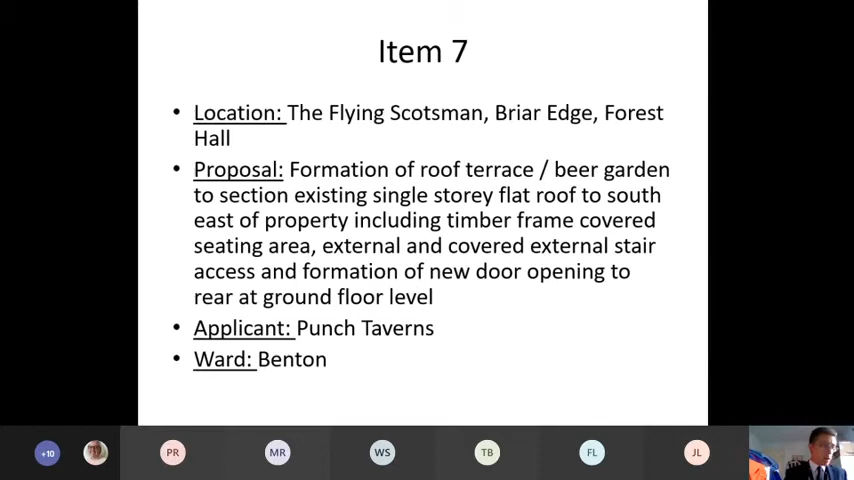 Item 7
• Location: The Flying Scotsman, Briar Edge, Forest
Hall
• Proposal: Formation of roof terrace / beer garden
to section existing single storey flat roof to south
east of property including timber frame covered
seating area, external and covered external stair
access and formation of new door opening to
rear at ground floor level
• Applicant: Punch Taverns
• Ward: Benton
+10 PR MR WS TB FL JL